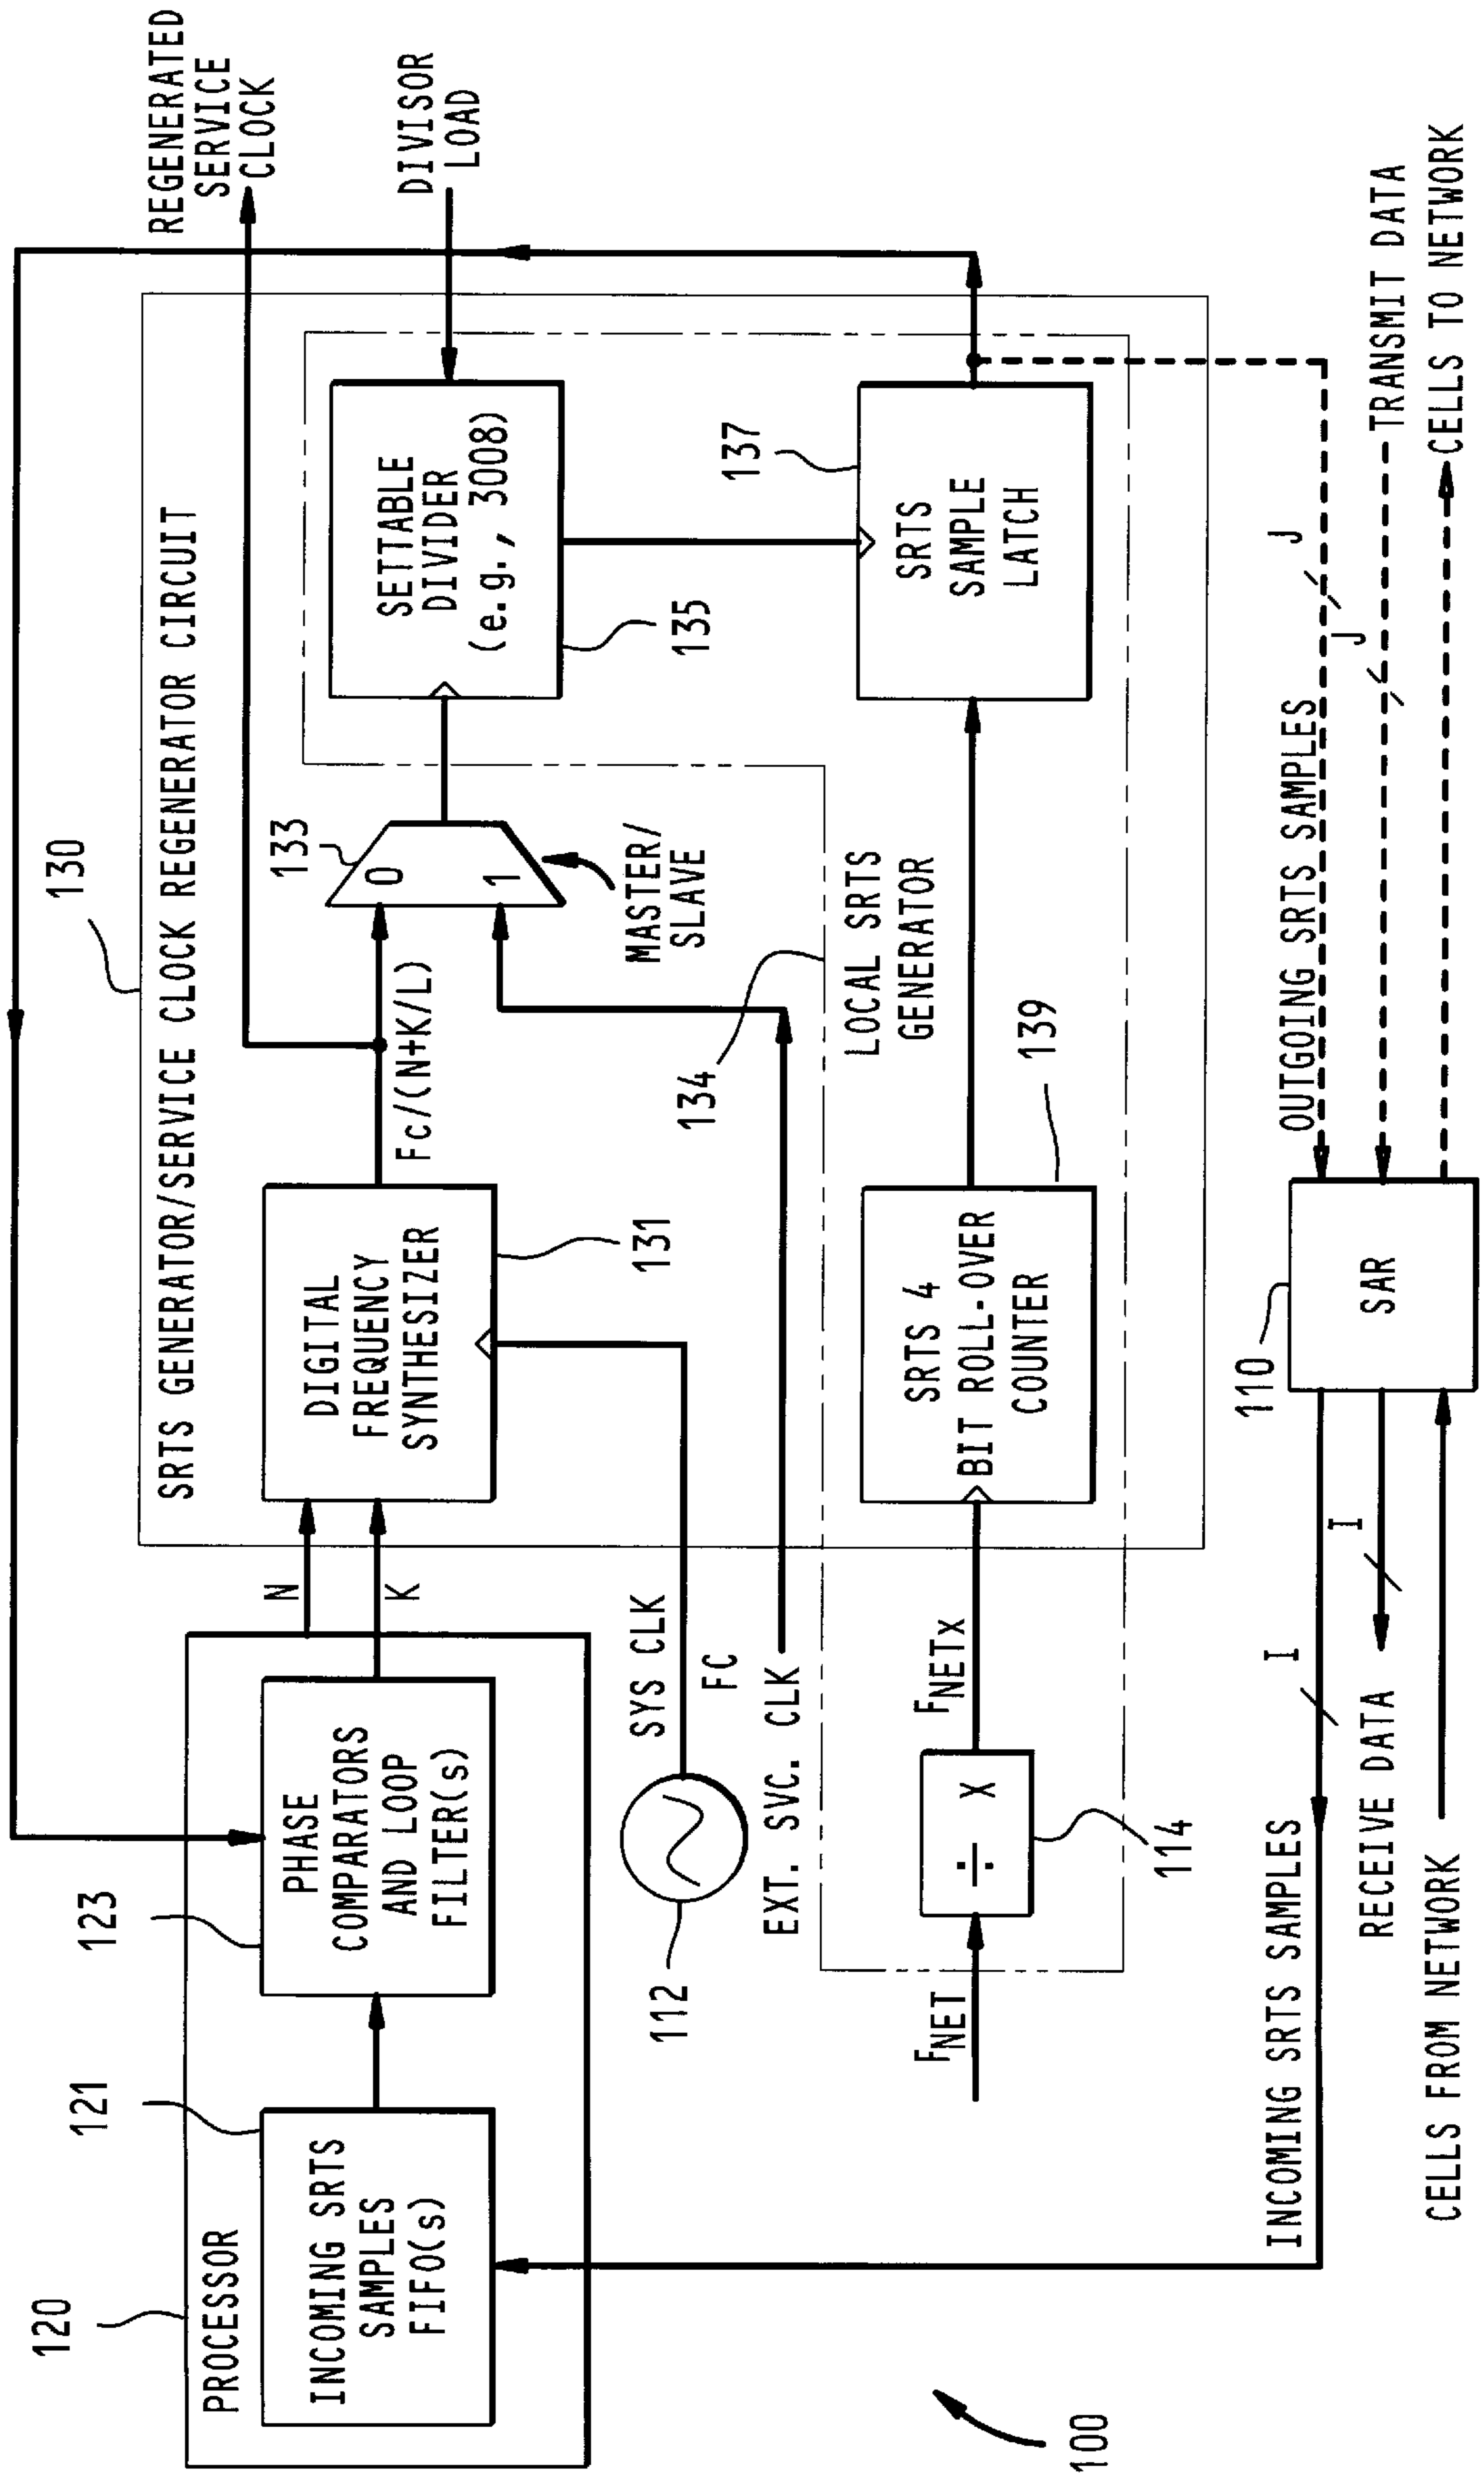 120
PROCESSOR
121
INCOMING SRTS
SAMPLES
FIFO(s)
123
PHASE
COMPARATORS
AND LOOP
FILTER(s)
N
K
130
SRTS GENERATOR/SERVICE CLOCK REGENERATOR CIRCUIT
DIGITAL
FREQUENCY
SYNTHESIZER
131
Fc/(N+K/L)
133
0
1
MASTER/
SLAVE
SETTABLE
DIVIDER
(e.g., 3008)
135
REGENERATED
SERVICE
CLOCK
DIVISOR
LOAD
112
SYS CLK
FC
EXT. SVC. CLK
134
LOCAL SRTS
GENERATOR
137
SRTS
SAMPLE
LATCH
FNET
÷ X
114
FNETX
SRTS 4
BIT ROLL-OVER
COUNTER
139
100
INCOMING SRTS SAMPLES
I
RECEIVE DATA
I
CELLS FROM NETWORK
110
SAR
OUTGOING SRTS SAMPLES
J
J
TRANSMIT DATA
CELLS TO NETWORK